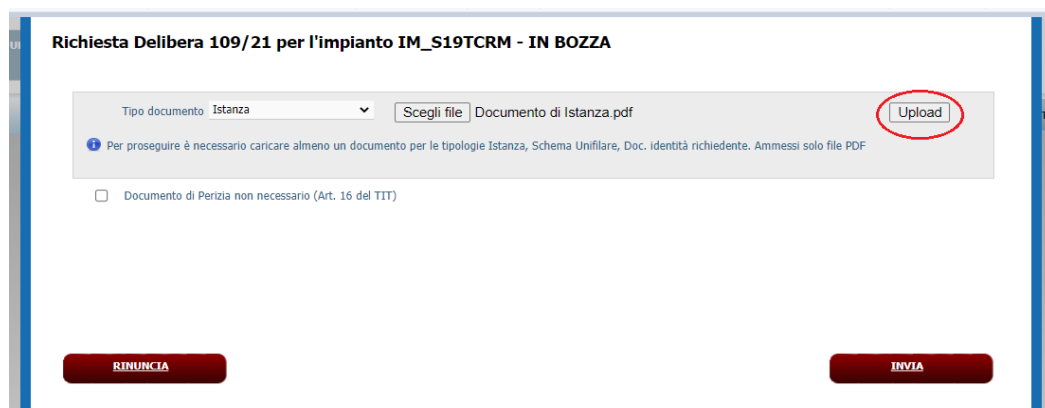 Richiesta Delibera 109/21 per l'impianto IM_S19TCRM - IN BOZZA
Tipo documento Istanza Scegli file Documento di Istanza.pdf Upload
Per proseguire è necessario caricare almeno un documento per le tipologie Istanza, Schema Unifilare, Doc. identità richiedente. Ammessi solo file PDF
Documento di Perizia non necessario (Art. 16 del TIT)
RINUNCIA INVIA